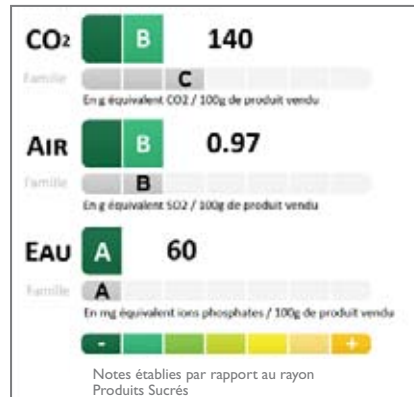 CO2 B 140
Famille C
En g équivalent CO2 / 100g de produit vendu
AIR B 0.97
Famille B
En g équivalent SO2 / 100g de produit vendu
EAU A 60
Famille A
En mg équivalent ions phosphates / 100g de produit vendu
- +
Notes établies par rapport au rayon
Produits Sucrés